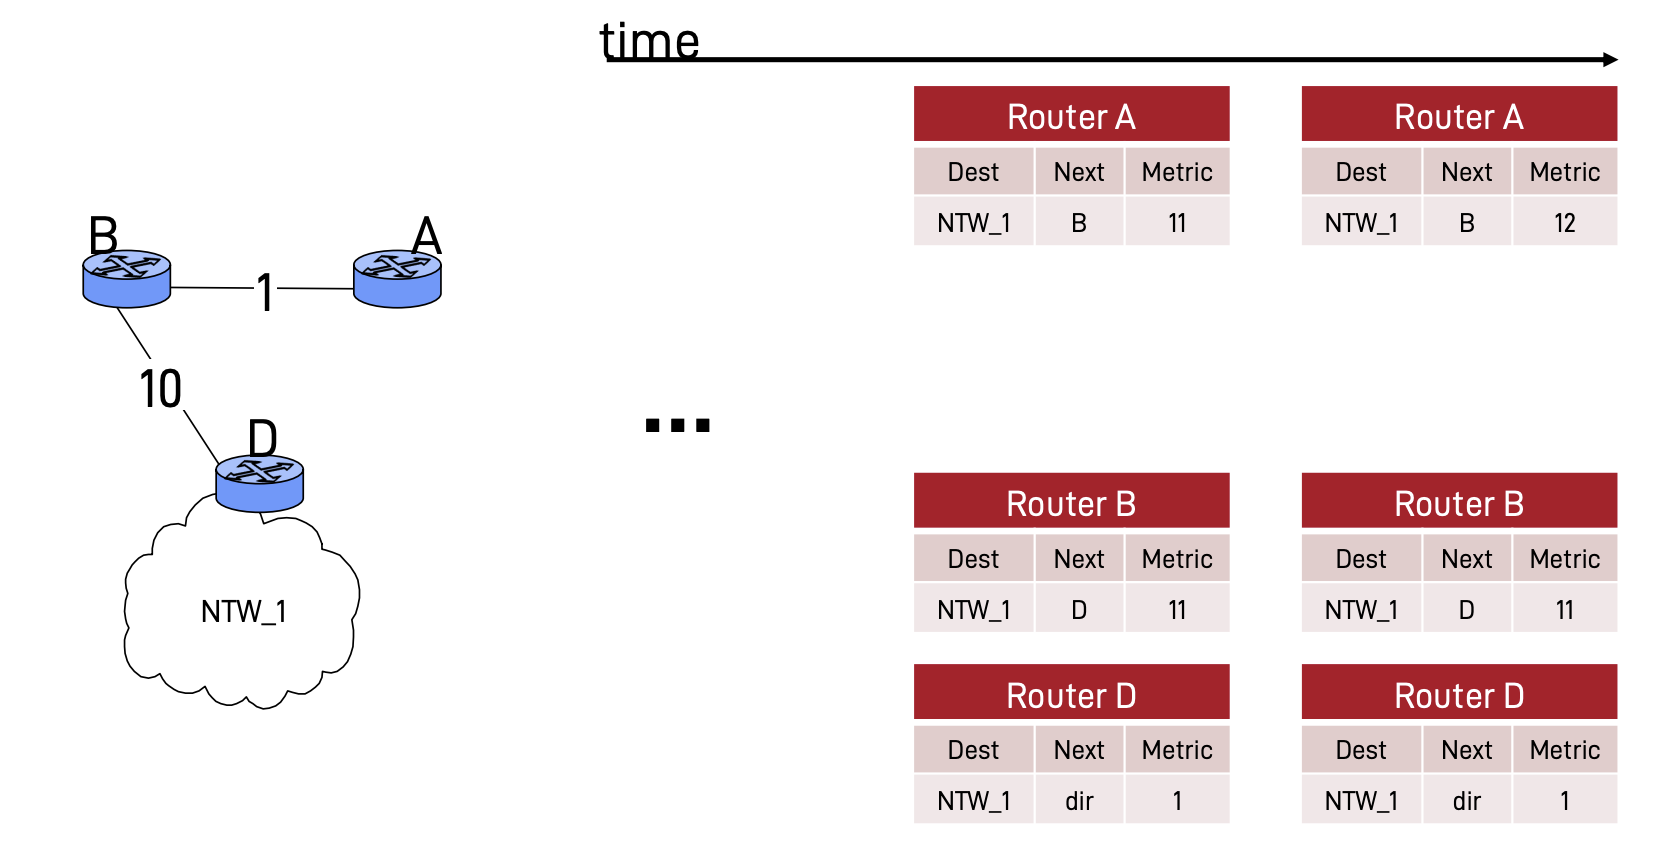 time
Router A Router A
Dest Next Metric Dest Next Metric
NTW_1 B 11 NTW_1 B 12
B A
1
10
D
...
Router B Router B
Dest Next Metric Dest Next Metric
NTW_1 D 11 NTW_1 D 11
NTW_1
Router D Router D
Dest Next Metric Dest Next Metric
NTW_1 dir 1 NTW_1 dir 1